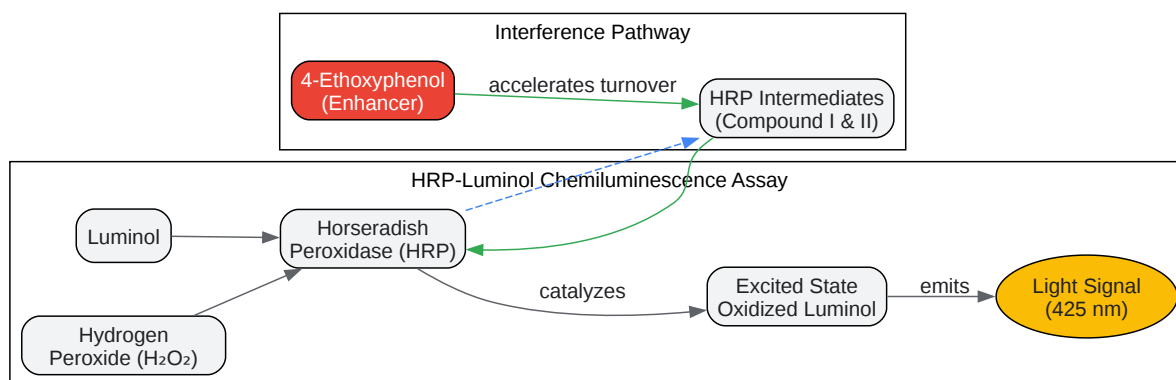 Interference Pathway
4-Ethoxyphenol
(Enhancer)
accelerates turnover
HRP Intermediates
(Compound I & II)
HRP-Luminol Chemiluminescence Assay
Luminol
Horseradish
Peroxidase (HRP)
Hydrogen
Peroxide (H₂O₂)
catalyzes
Excited State
Oxidized Luminol
emits
Light Signal
(425 nm)